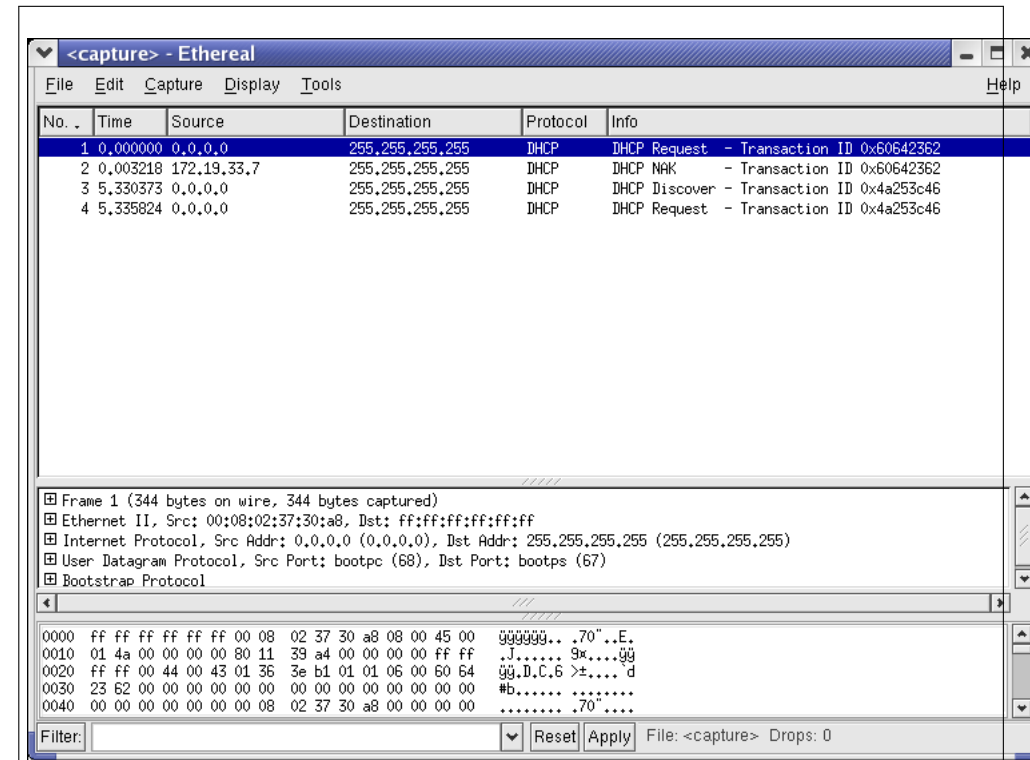 <capture> - Ethereal
File Edit Capture Display Tools Help
No. . Time Source Destination Protocol Info
1 0.000000 0.0.0.0 255.255.255.255 DHCP DHCP Request - Transaction ID 0x60642362
2 0.003218 172.19.33.7 255.255.255.255 DHCP DHCP NAK - Transaction ID 0x60642362
3 5.330373 0.0.0.0 255.255.255.255 DHCP DHCP Discover - Transaction ID 0x4a253c46
4 5.335824 0.0.0.0 255.255.255.255 DHCP DHCP Request - Transaction ID 0x4a253c46
Frame 1 (344 bytes on wire, 344 bytes captured)
Ethernet II, Src: 00:08:02:37:30:a8, Dst: ff:ff:ff:ff:ff:ff
Internet Protocol, Src Addr: 0.0.0.0 (0.0.0.0), Dst Addr: 255.255.255.255 (255.255.255.255)
User Datagram Protocol, Src Port: bootpc (68), Dst Port: bootps (67)
Bootstrap Protocol
0000 ff ff ff ff ff ff 00 08 02 37 30 a8 08 00 45 00 ÿÿÿÿÿÿ.. .70¨..E.
0010 01 4a 00 00 00 00 80 11 39 a4 00 00 00 00 ff ff .J...... 9¤....ÿÿ
0020 ff ff 00 44 00 43 01 36 3e b1 01 01 06 00 60 64 ÿÿ.D.C.6 >±....`d
0030 23 62 00 00 00 00 00 00 00 00 00 00 00 00 00 00 #b...... ........
0040 00 00 00 00 00 00 00 08 02 37 30 a8 00 00 00 00 ........ .70¨....
Filter: Reset Apply File: <capture> Drops: 0